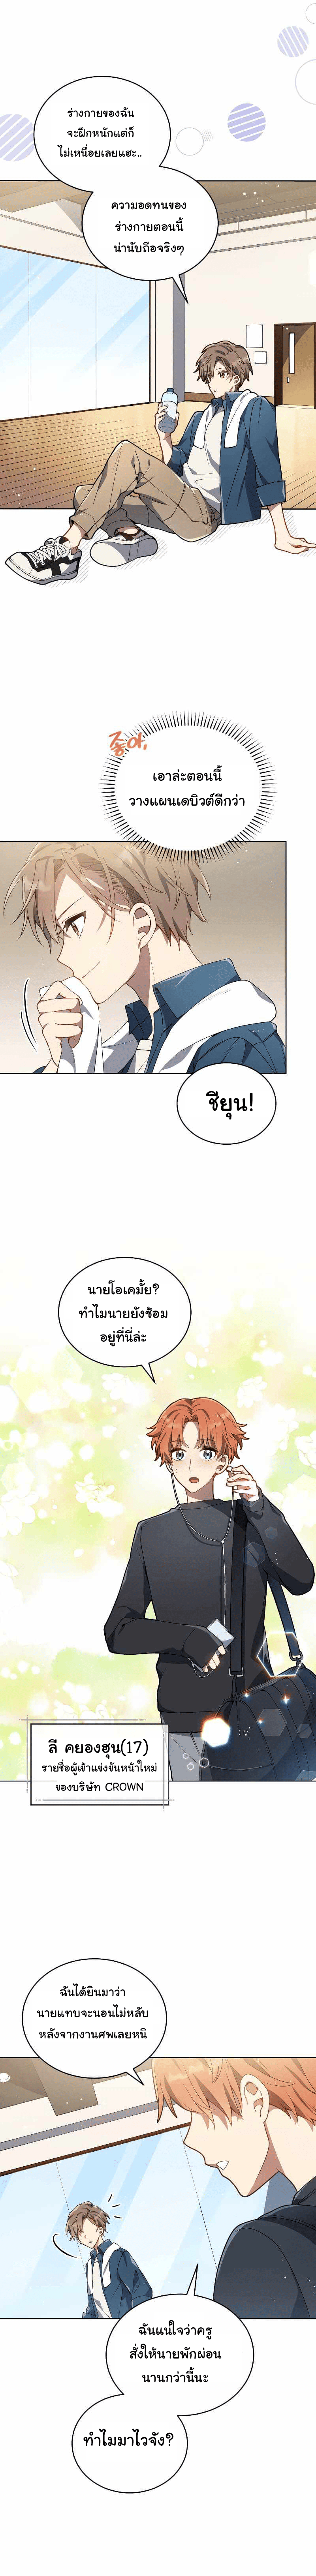 ร่างกายของฉัน
จะฝึกหนักแต่ก็
ไม่เหนื่อยเลยแฮะ..
ความอดทนของ
ร่างกายตอนนี้
น่านับถือจริงๆ
좋아,
เอาล่ะตอนนี้
วางแผนเดบิวต์ดีกว่า
ชียุน!
นายโอเคมั้ย?
ทำไมนายยังซ้อม
อยู่ที่นี่ล่ะ
ลี คยองฮุน(17)
รายชื่อผู้เข้าแข่งขันหน้าใหม่
ของบริษัท CROWN
ฉันได้ยินมาว่า
นายแทบจะนอนไม่หลับ
หลังจากงานศพเลยหนิ
ฉันแน่ใจว่าครู
สั่งให้นายพักผ่อน
นานกว่านี้นะ
ทำไมมาไวจัง?